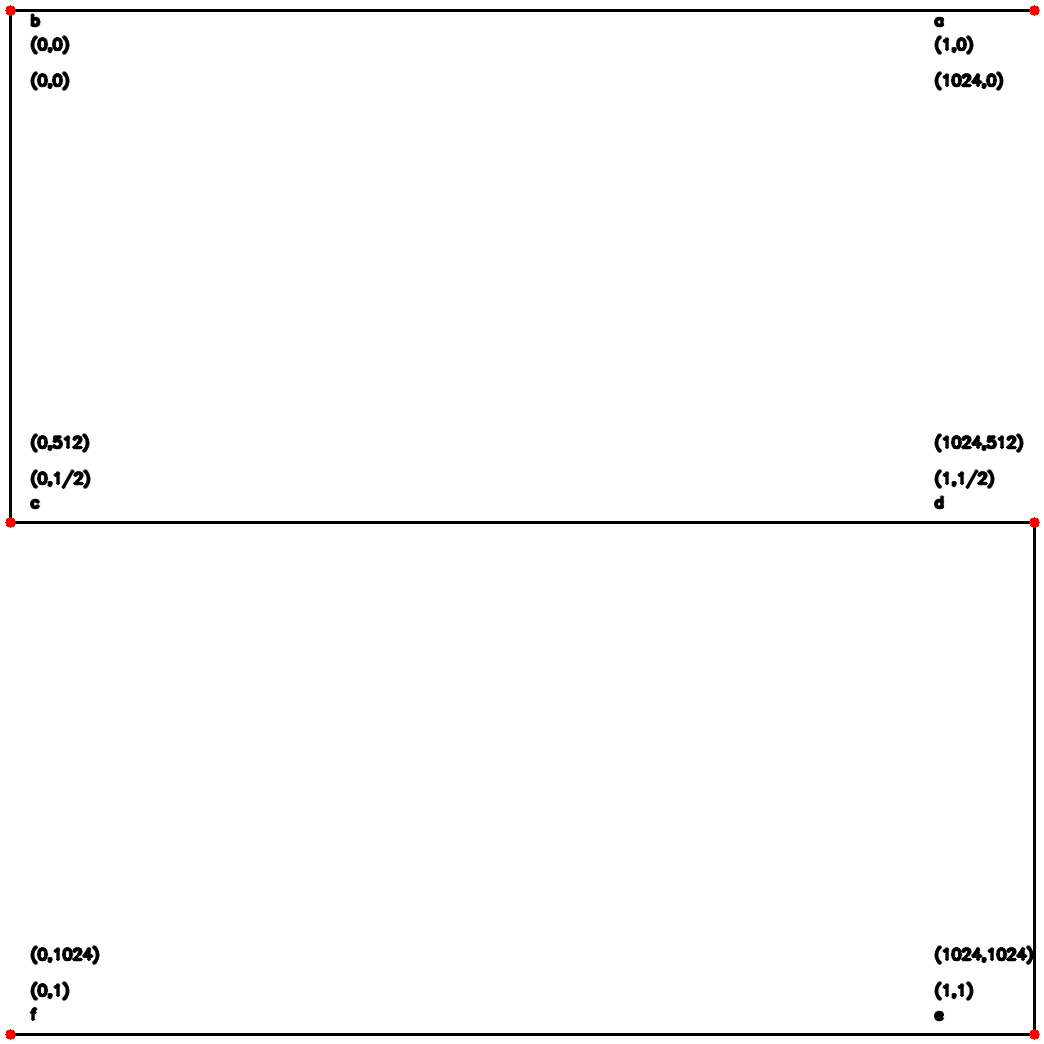 b
(0,0)
(0,0)
a
(1,0)
(1024,0)
(0,512)
(0,1/2)
c
(1024,512)
(1,1/2)
d
(0,1024)
(0,1)
f
(1024,1024)
(1,1)
e